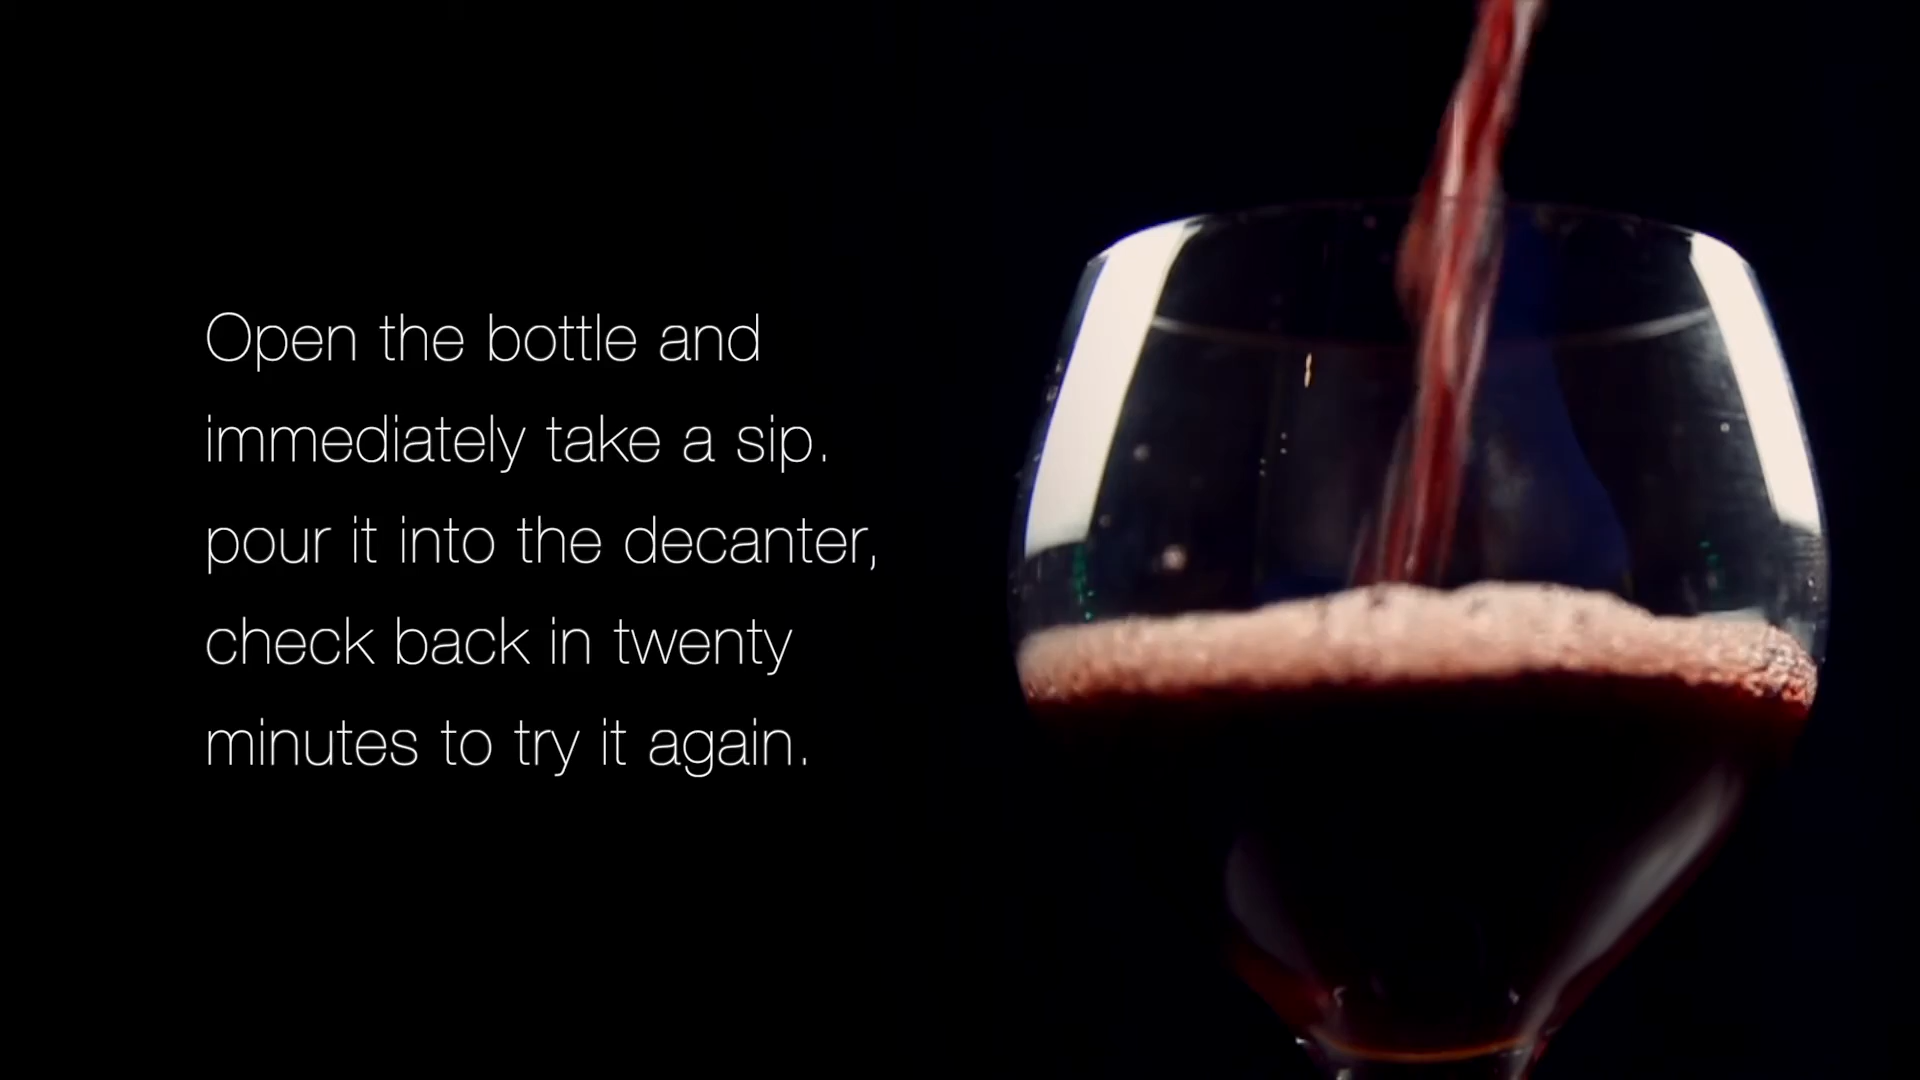 Open the bottle and
immediately take a sip.
pour it into the decanter,
check back in twenty
minutes to try it again.